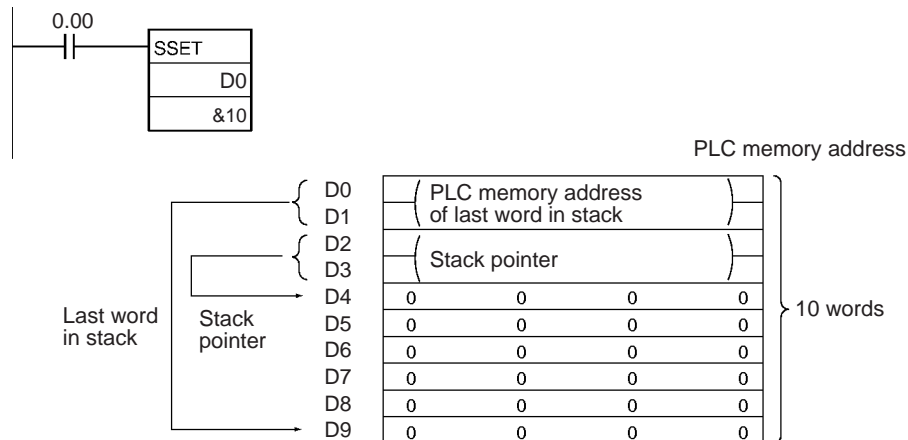 0.00
SSET
D0
&10
PLC memory address
D0
PLC memory address
D1
of last word in stack
D2
Stack pointer
D3
D4 0 0 0 0
D5 0 0 0 0
D6 0 0 0 0
D7 0 0 0 0
D8 0 0 0 0
D9 0 0 0 0
Last word
in stack
Stack
pointer
10 words